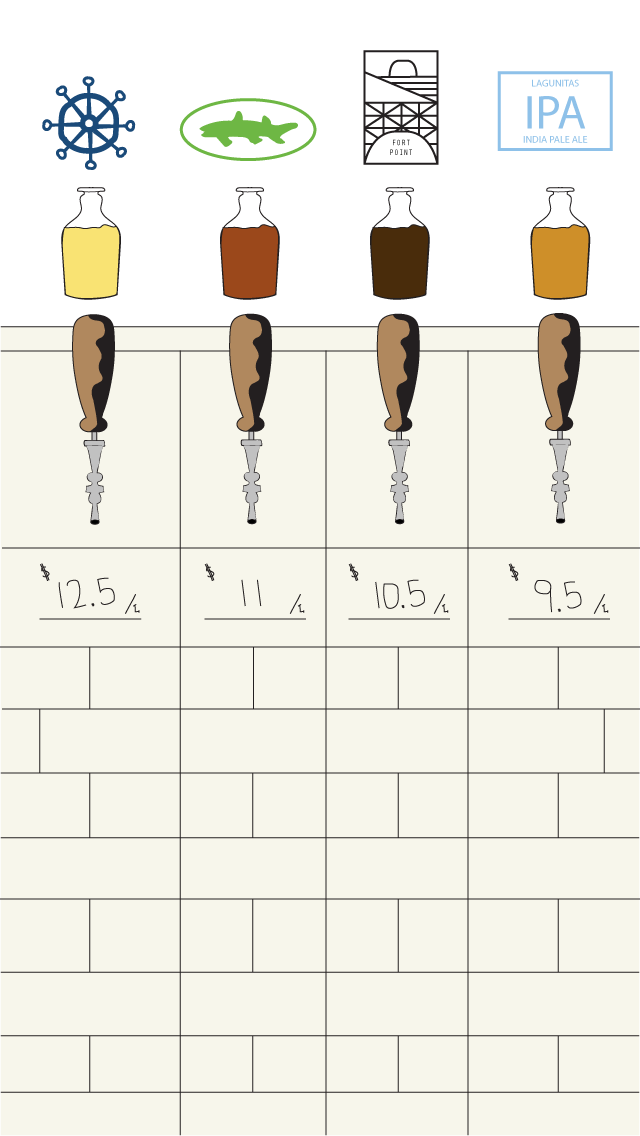 FORT
POINT
LAGUNITAS
IPA
INDIA PALE ALE
$ 12.5 /L
$ 11 /L
$ 10.5 /L
$ 9.5 /L